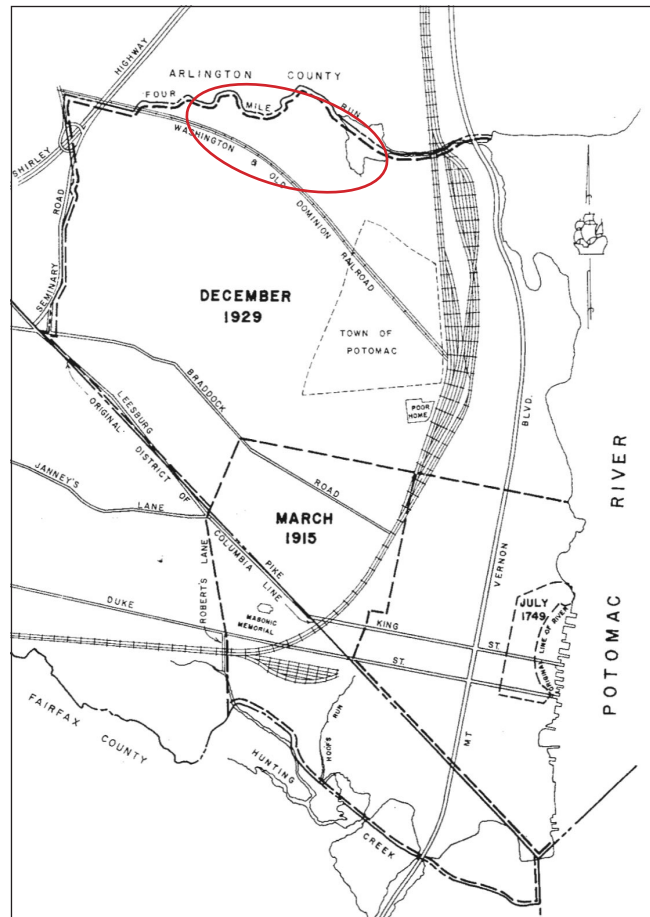 SHIRLEY HIGHWAY
ARLINGTON COUNTY
FOUR MILE RUN
WASHINGTON & OLD DOMINION RAILROAD
SEMINARY ROAD
DECEMBER
1929
TOWN OF
POTOMAC
BRADDOCK ROAD
POOR
HOME
ORIGINAL DISTRICT OF COLUMBIA LINE
LEESBURG PIKE
JANNEY'S
LANE
MARCH
1915
MT VERNON BLVD.
POTOMAC RIVER
ROBERT'S LANE
MASONIC
MEMORIAL
KING ST.
DUKE ST.
JULY
1749
ORIGINAL LINE OF RIVER
FAIRFAX
COUNTY
HUNTING CREEK
HOOFS RUN